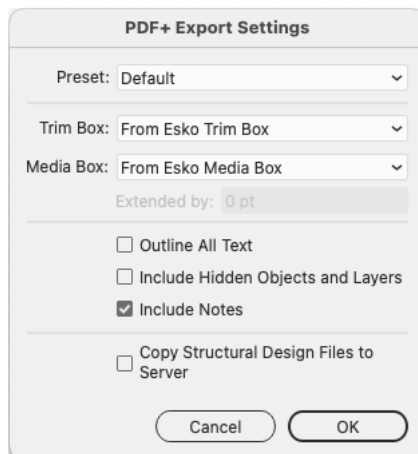 PDF+ Export Settings
Preset: Default
Trim Box: From Esko Trim Box
Media Box: From Esko Media Box
Extended by: 0 pt
Outline All Text
Include Hidden Objects and Layers
Include Notes
Copy Structural Design Files to
Server
Cancel OK